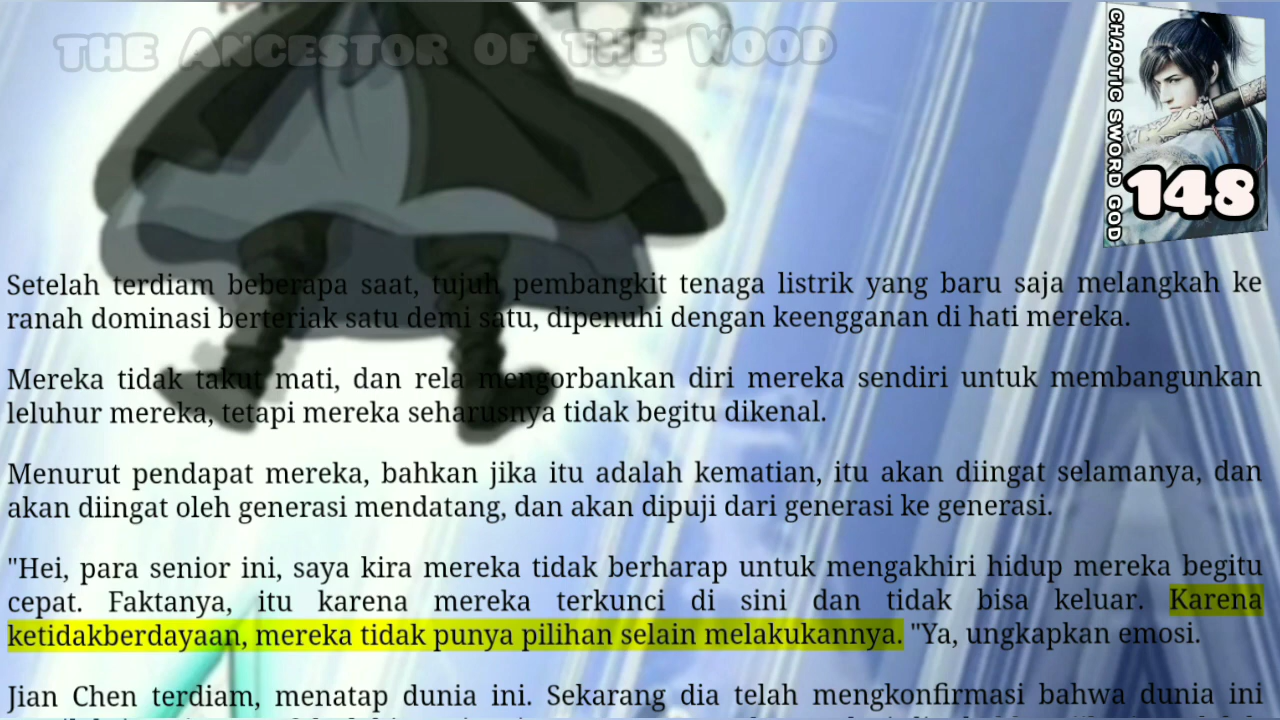 THE ANCESTOR OF THE WOOD
CHAOTIC SWORD GOD
148
Setelah terdiam beberapa saat, tujuh pembangkit tenaga listrik yang baru saja melangkah ke
ranah dominasi berteriak satu demi satu, dipenuhi dengan keengganan di hati mereka.
Mereka tidak takut mati, dan rela mengorbankan diri mereka sendiri untuk membangunkan
leluhur mereka, tetapi mereka seharusnya tidak begitu dikenal.
Menurut pendapat mereka, bahkan jika itu adalah kematian, itu akan diingat selamanya, dan
akan diingat oleh generasi mendatang, dan akan dipuji dari generasi ke generasi.
"Hei, para senior ini, saya kira mereka tidak berharap untuk mengakhiri hidup mereka begitu
cepat. Faktanya, itu karena mereka terkunci di sini dan tidak bisa keluar. Karena
ketidakberdayaan, mereka tidak punya pilihan selain melakukannya. "Ya, ungkapkan emosi.
Jian Chen terdiam, menatap dunia ini. Sekarang dia telah mengkonfirmasi bahwa dunia ini